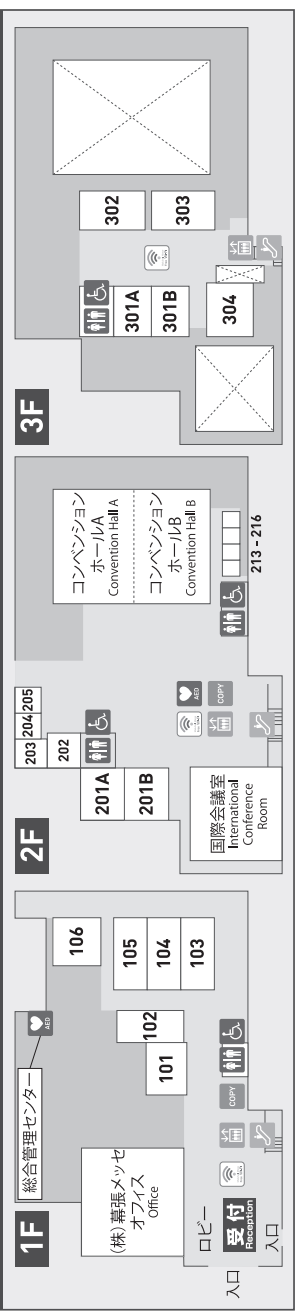 3F
302
303
301A
301B
304
2F
コンベンション
ホールA
Convention Hall A
コンベンション
ホールB
Convention Hall B
213 - 216
203
204
205
202
201A
201B
AED
COPY
国際会議室
International
Conference
Room
1F
総合管理センター
AED
106
105
104
103
102
101
(株)幕張メッセ
オフィス
Office
COPY
ロビー
受付
Reception
入口
入口